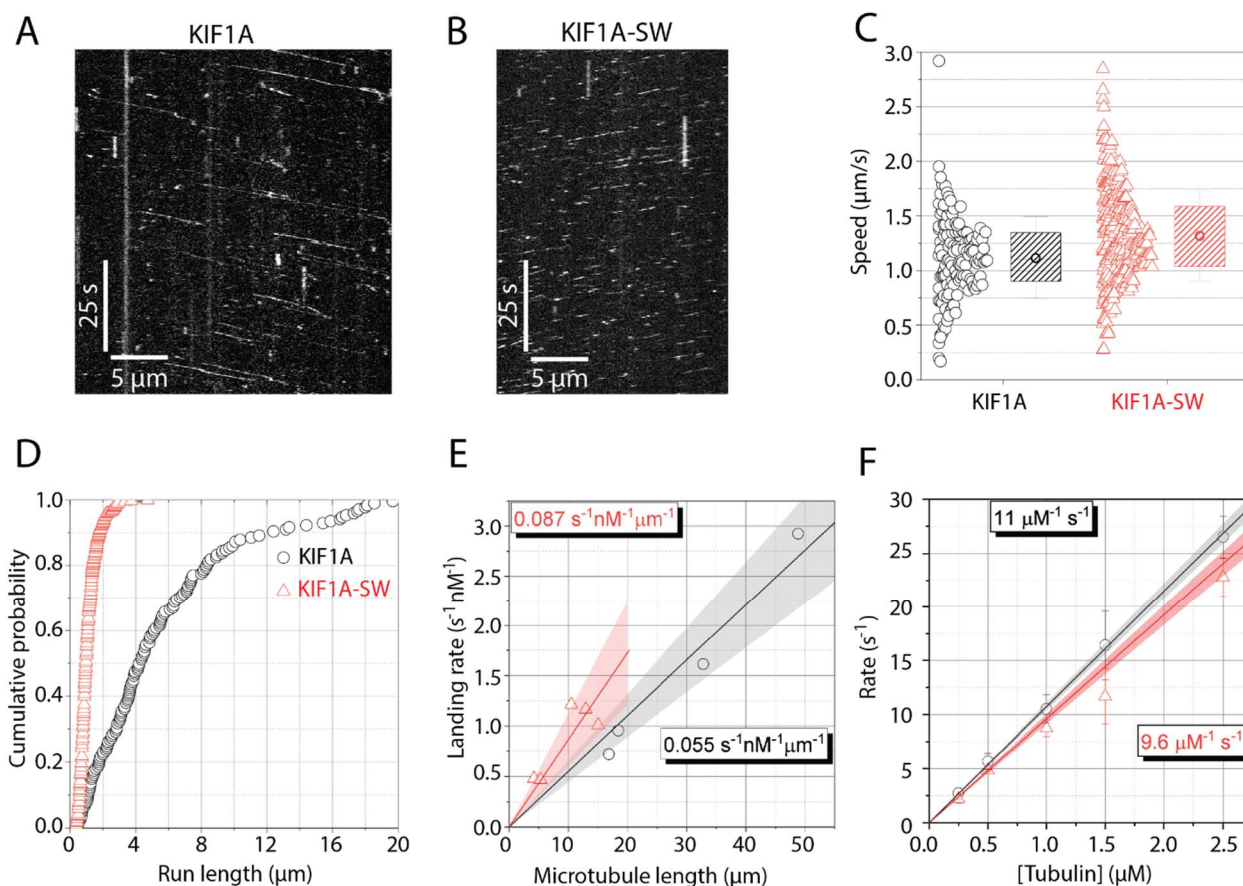 A
KIF1A
25 s
5 μm
B
KIF1A-SW
25 s
5 μm
C
Speed (μm/s)
3.0
2.5
2.0
1.5
1.0
0.5
0.0
KIF1A
KIF1A-SW
D
Cumulative probability
1.0
0.8
0.6
0.4
0.2
0.0
KIF1A
KIF1A-SW
0 4 8 12 16 20
Run length (μm)
E
Landing rate (s⁻¹nM⁻¹)
3.0
2.5
2.0
1.5
1.0
0.5
0.0
0.087 s⁻¹nM⁻¹μm⁻¹
0.055 s⁻¹nM⁻¹μm⁻¹
0 10 20 30 40 50
Microtubule length (μm)
F
Rate (s⁻¹)
30
25
20
15
10
5
0
11 μM⁻¹ s⁻¹
9.6 μM⁻¹ s⁻¹
0.0 0.5 1.0 1.5 2.0 2.5
[Tubulin] (μM)